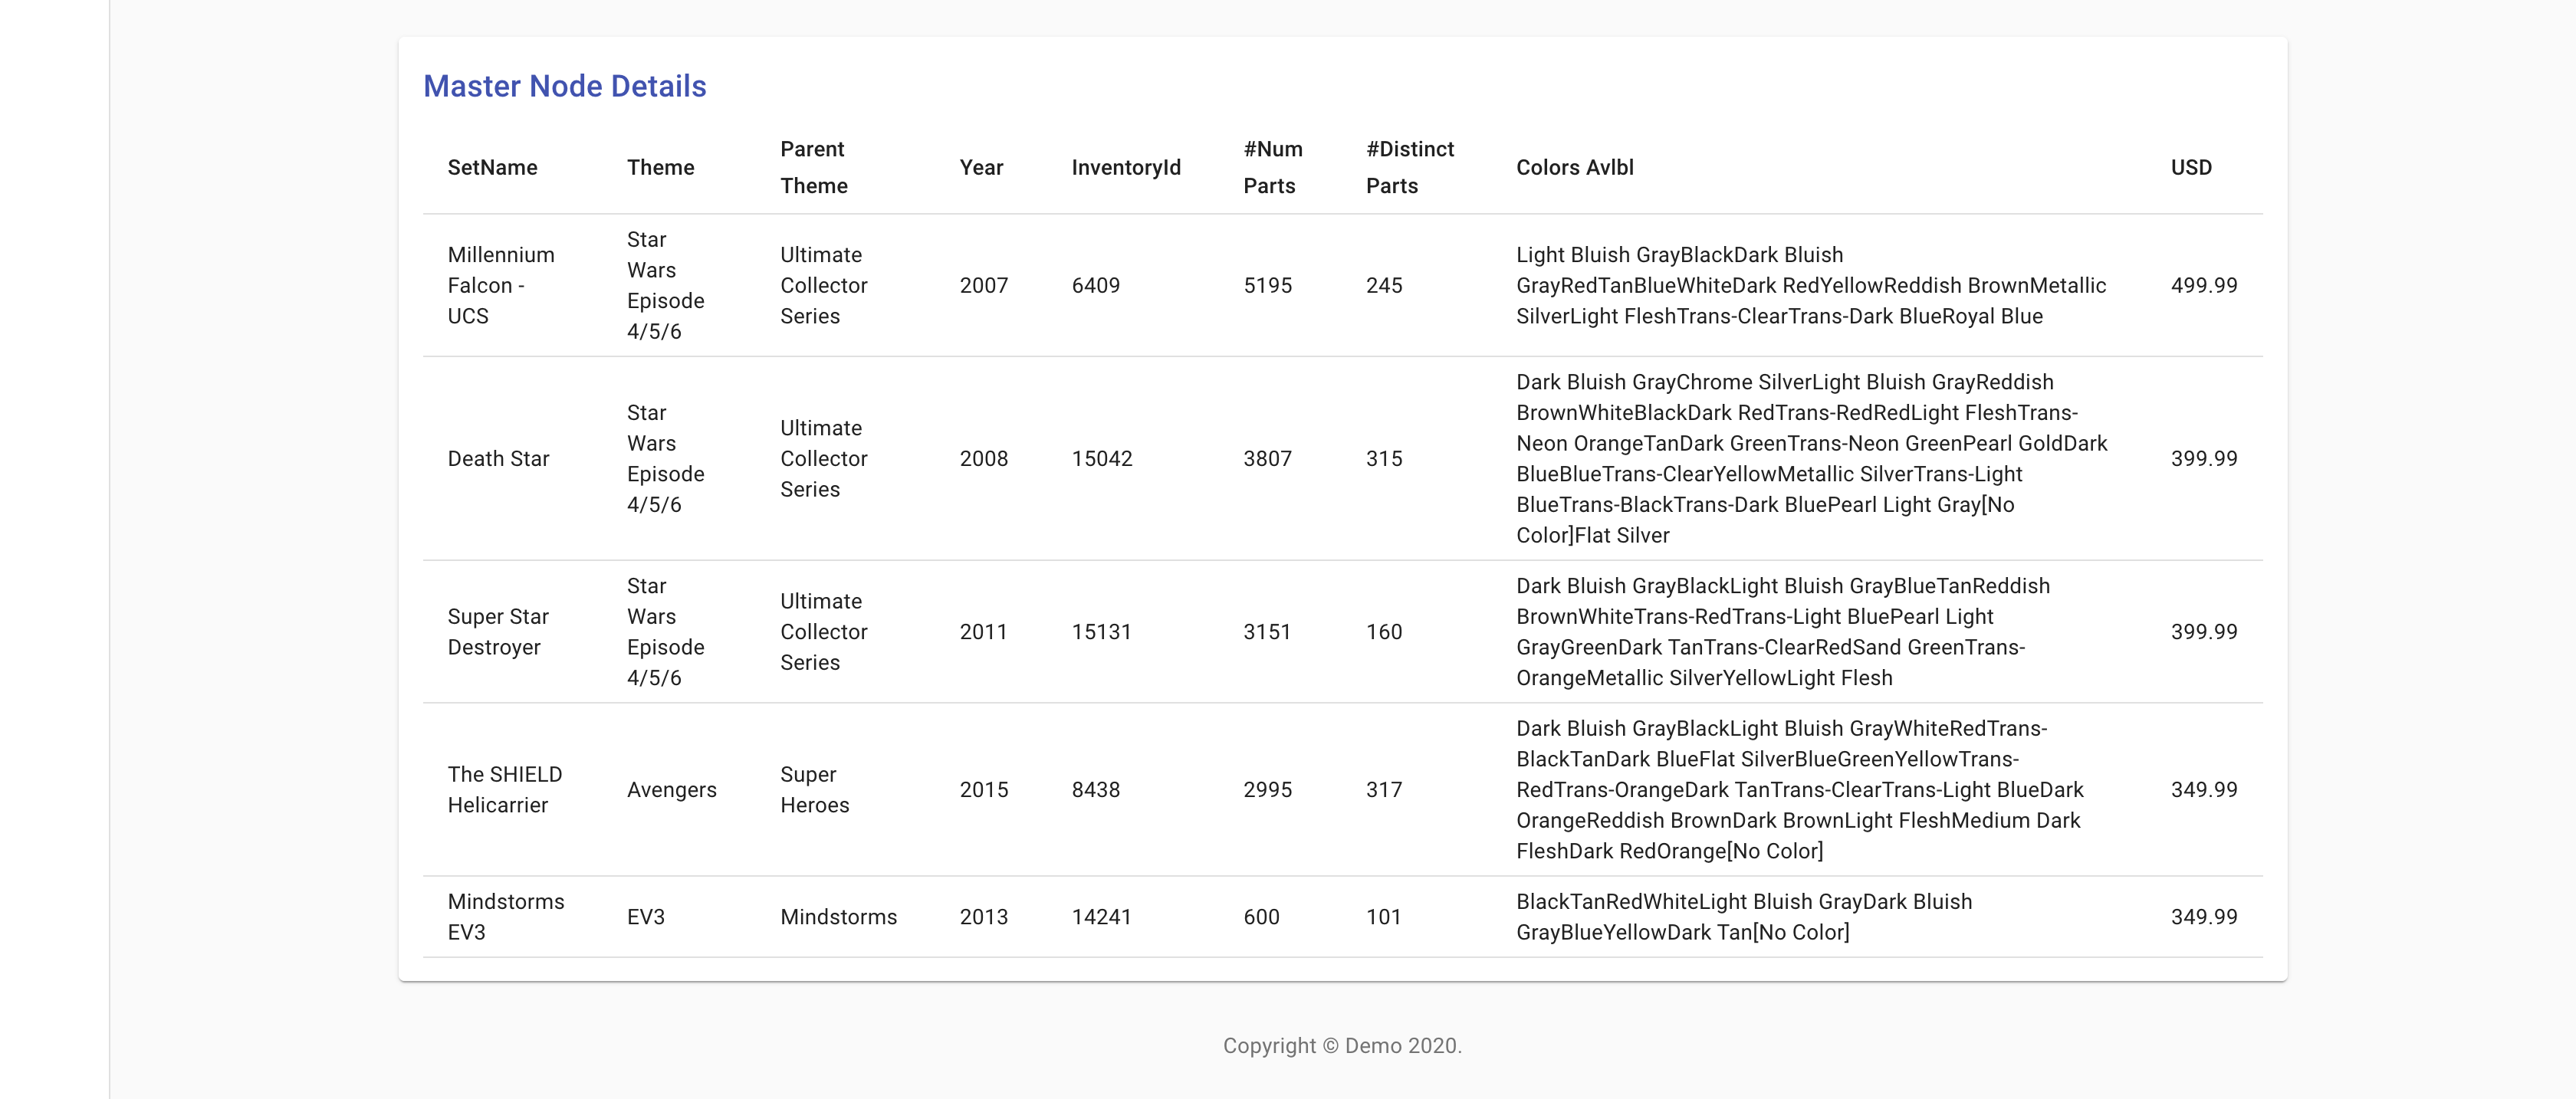 Master Node Details
SetName Theme Parent Theme Year InventoryId #Num Parts #Distinct Parts Colors Avlbl USD
Millennium
Falcon -
UCS
Star
Wars
Episode
4/5/6
Ultimate
Collector
Series
2007
6409
5195
245
Light Bluish GrayBlackDark Bluish
GrayRedTanBlueWhiteDark RedYellowReddish BrownMetallic
SilverLight FleshTrans-ClearTrans-Dark BlueRoyal Blue
499.99
Death Star
Star
Wars
Episode
4/5/6
Ultimate
Collector
Series
2008
15042
3807
315
Dark Bluish GrayChrome SilverLight Bluish GrayReddish
BrownWhiteBlackDark RedTrans-RedRedLight FleshTrans-
Neon OrangeTanDark GreenTrans-Neon GreenPearl GoldDark
BlueBlueTrans-ClearYellowMetallic SilverTrans-Light
BlueTrans-BlackTrans-Dark BluePearl Light Gray[No
Color]Flat Silver
399.99
Super Star
Destroyer
Star
Wars
Episode
4/5/6
Ultimate
Collector
Series
2011
15131
3151
160
Dark Bluish GrayBlackLight Bluish GrayBlueTanReddish
BrownWhiteTrans-RedTrans-Light BluePearl Light
GrayGreenDark TanTrans-ClearRedSand GreenTrans-
OrangeMetallic SilverYellowLight Flesh
399.99
The SHIELD
Helicarrier
Avengers
Super
Heroes
2015
8438
2995
317
Dark Bluish GrayBlackLight Bluish GrayWhiteRedTrans-
BlackTanDark BlueFlat SilverBlueGreenYellowTrans-
RedTrans-OrangeDark TanTrans-ClearTrans-Light BlueDark
OrangeReddish BrownDark BrownLight FleshMedium Dark
FleshDark RedOrange[No Color]
349.99
Mindstorms
EV3
EV3
Mindstorms
2013
14241
600
101
BlackTanRedWhiteLight Bluish GrayDark Bluish
GrayBlueYellowDark Tan[No Color]
349.99
Copyright © Demo 2020.